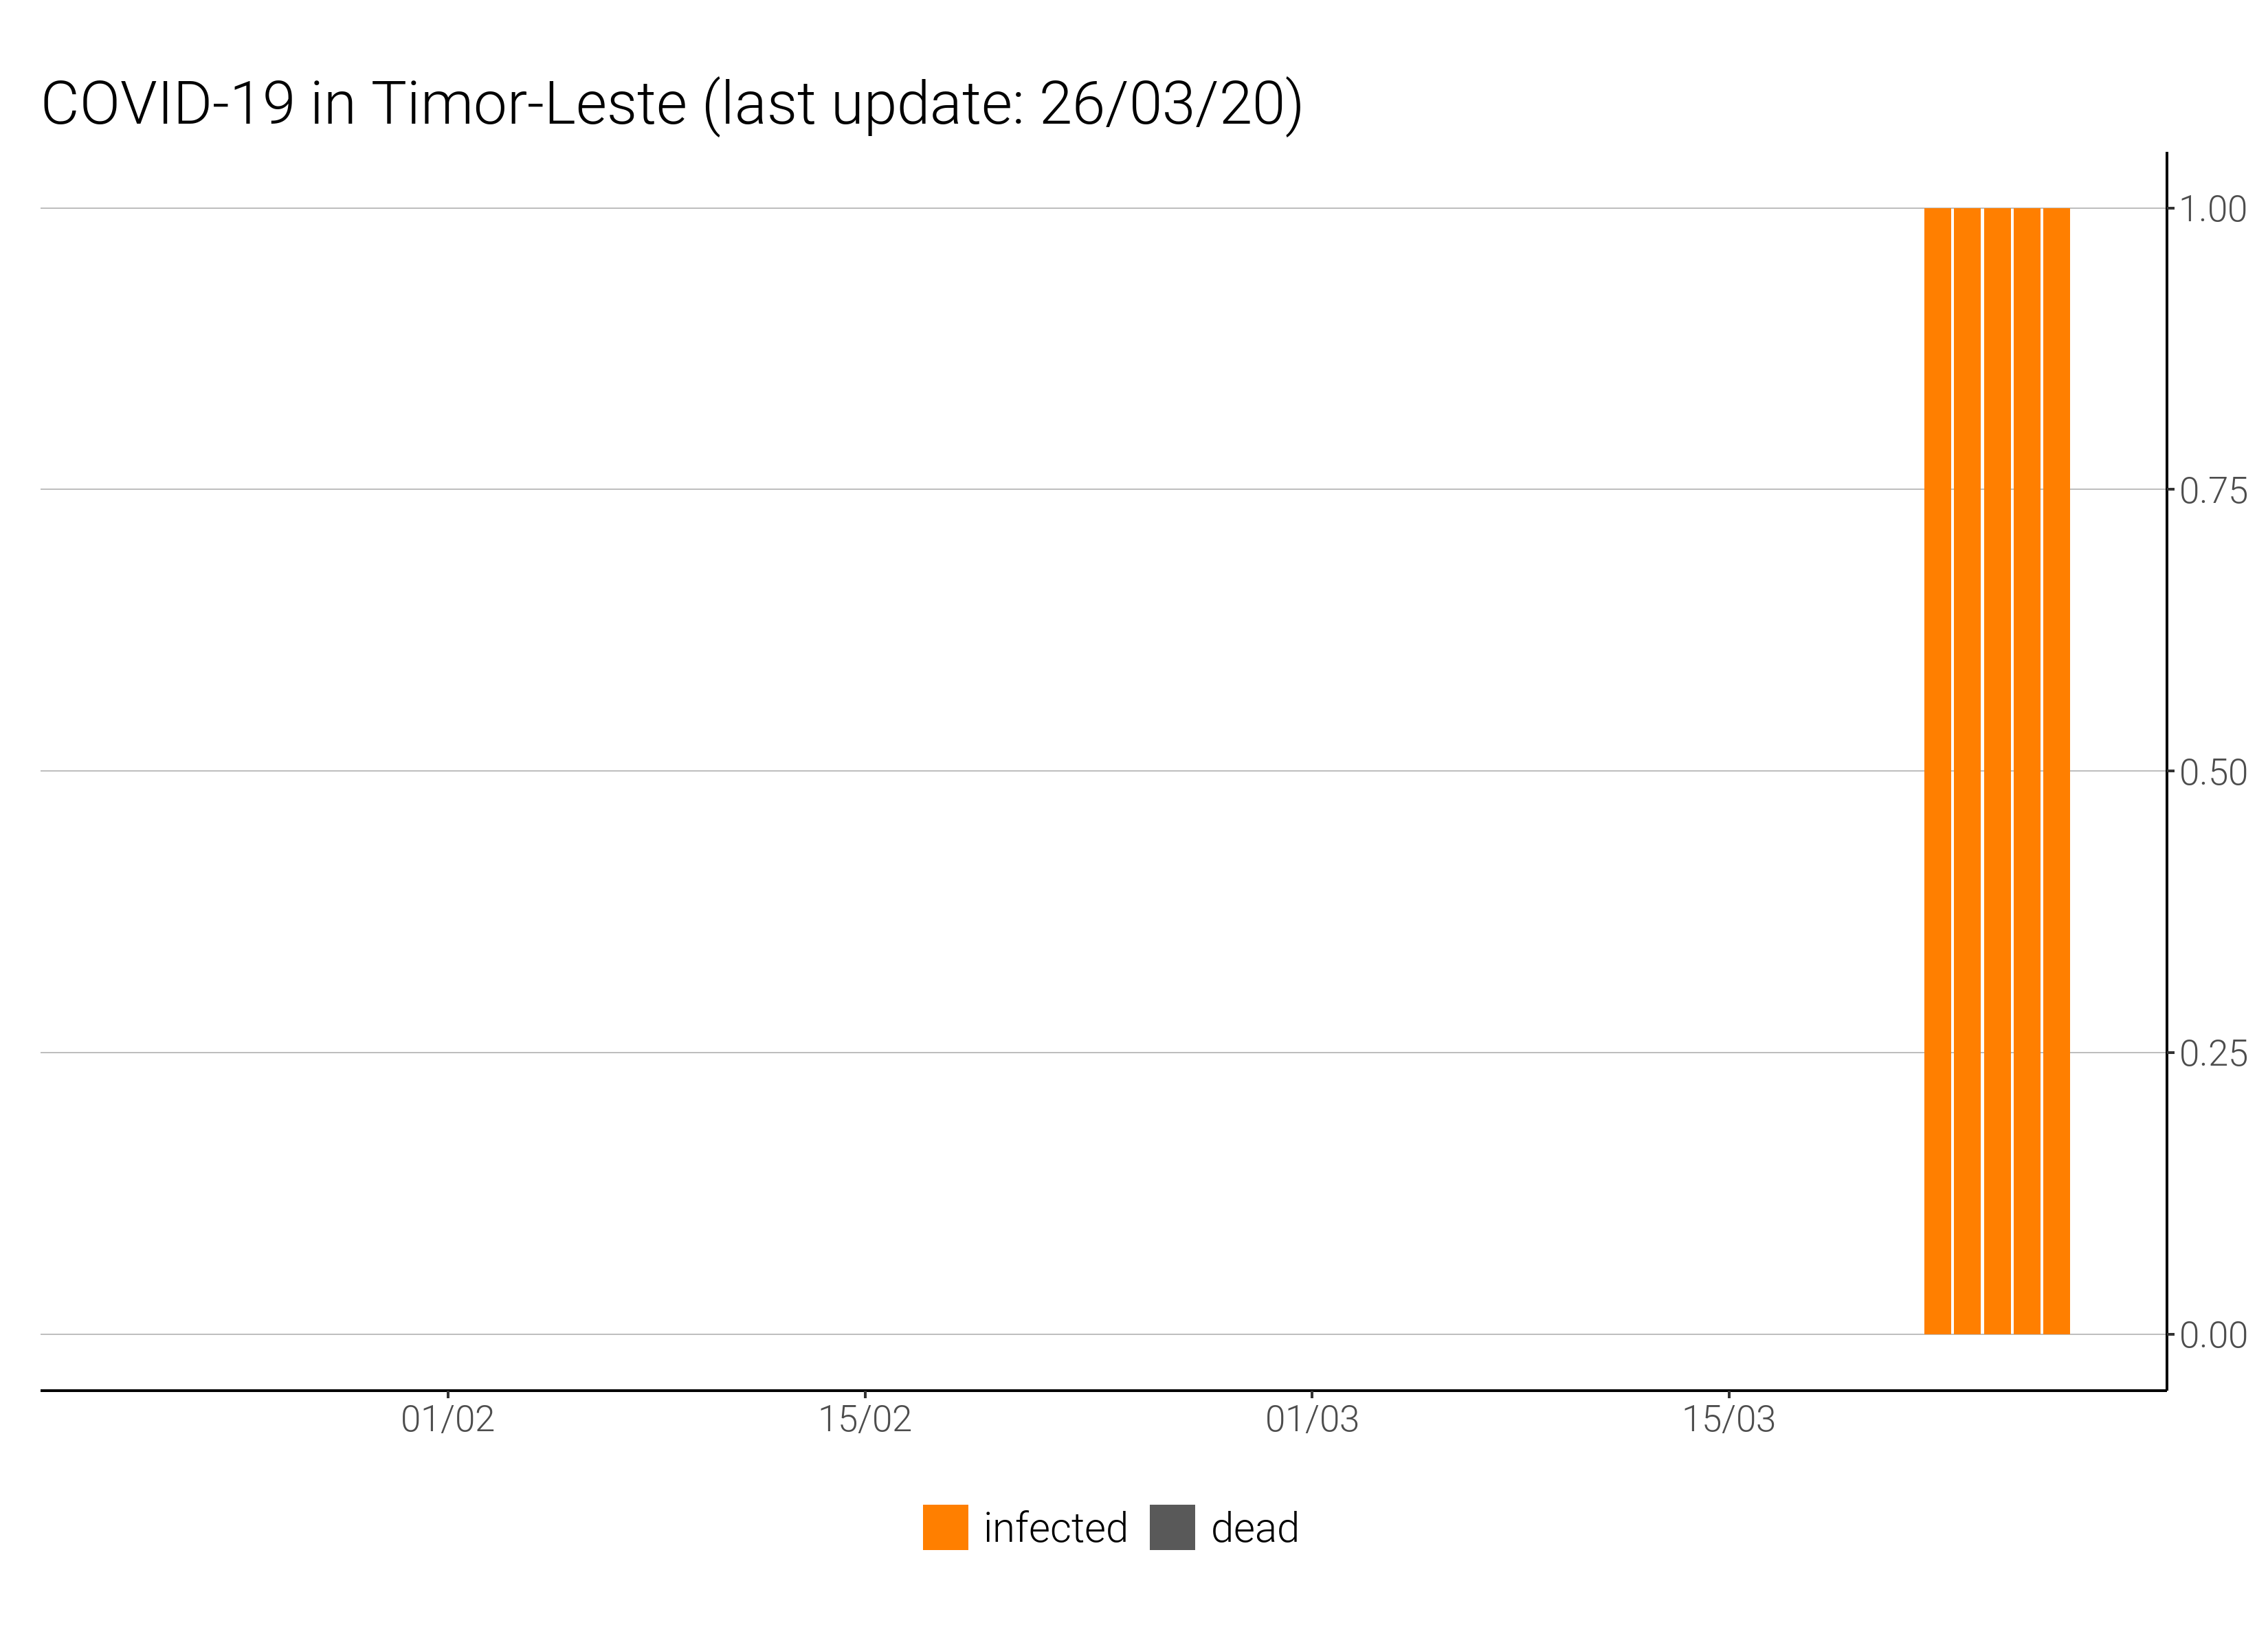 COVID-19 in Timor-Leste (last update: 26/03/20)
1.00
0.75
0.50
0.25
0.00
01/02 15/02 01/03 15/03
infected dead